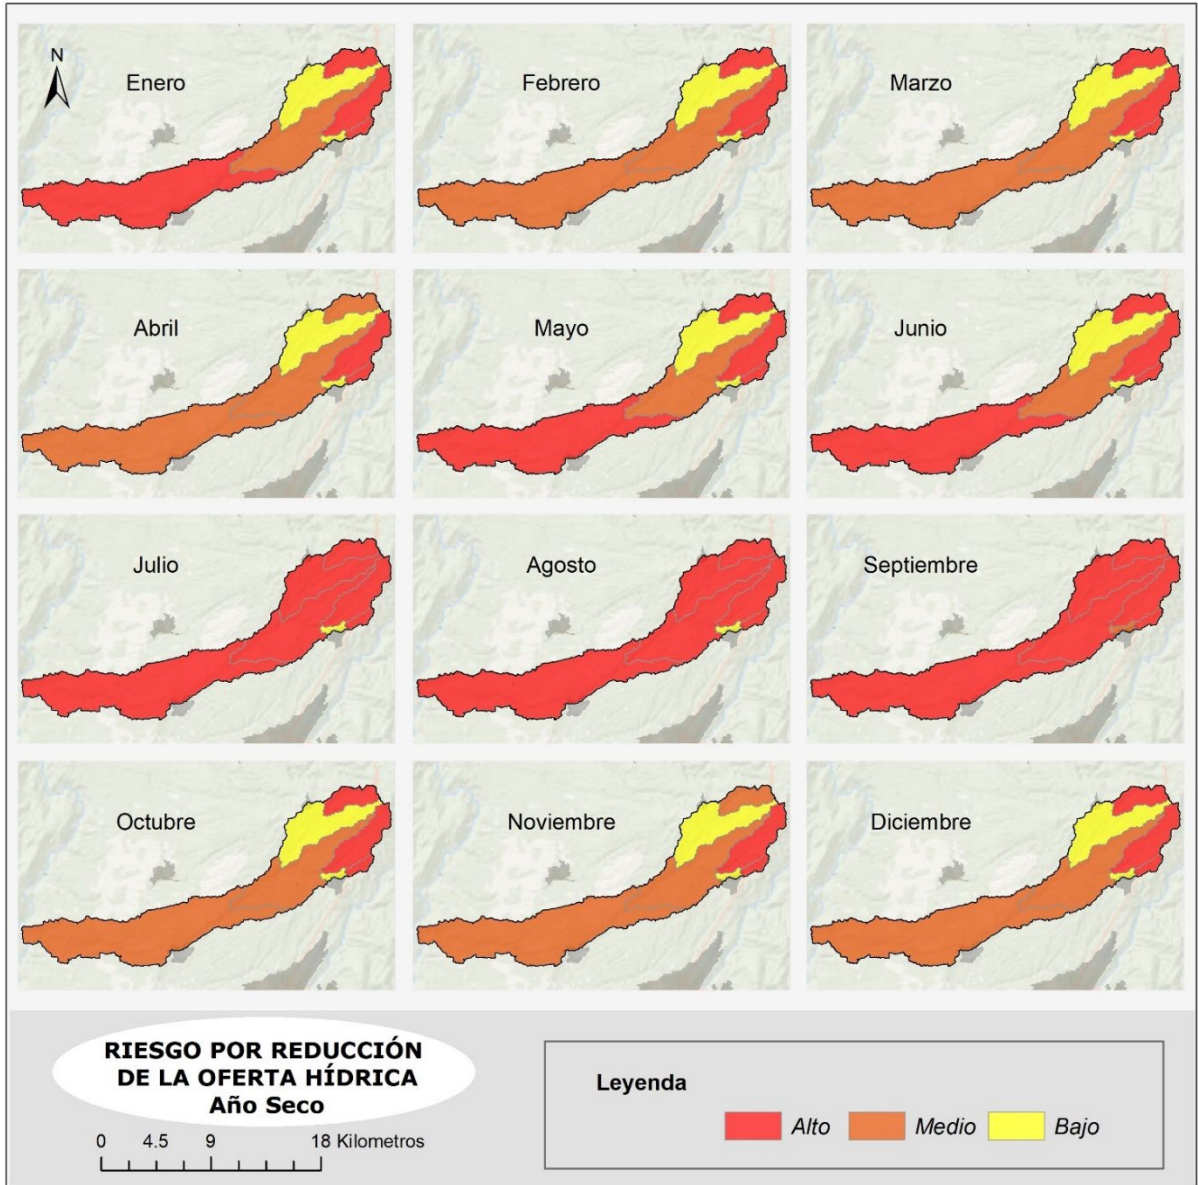 N
Enero
Febrero
Marzo
Abril
Mayo
Junio
Julio
Agosto
Septiembre
Octubre
Noviembre
Diciembre
RIESGO POR REDUCCIÓN
DE LA OFERTA HÍDRICA
Año Seco
0 4.5 9 18 Kilometros
Leyenda
Alto Medio Bajo